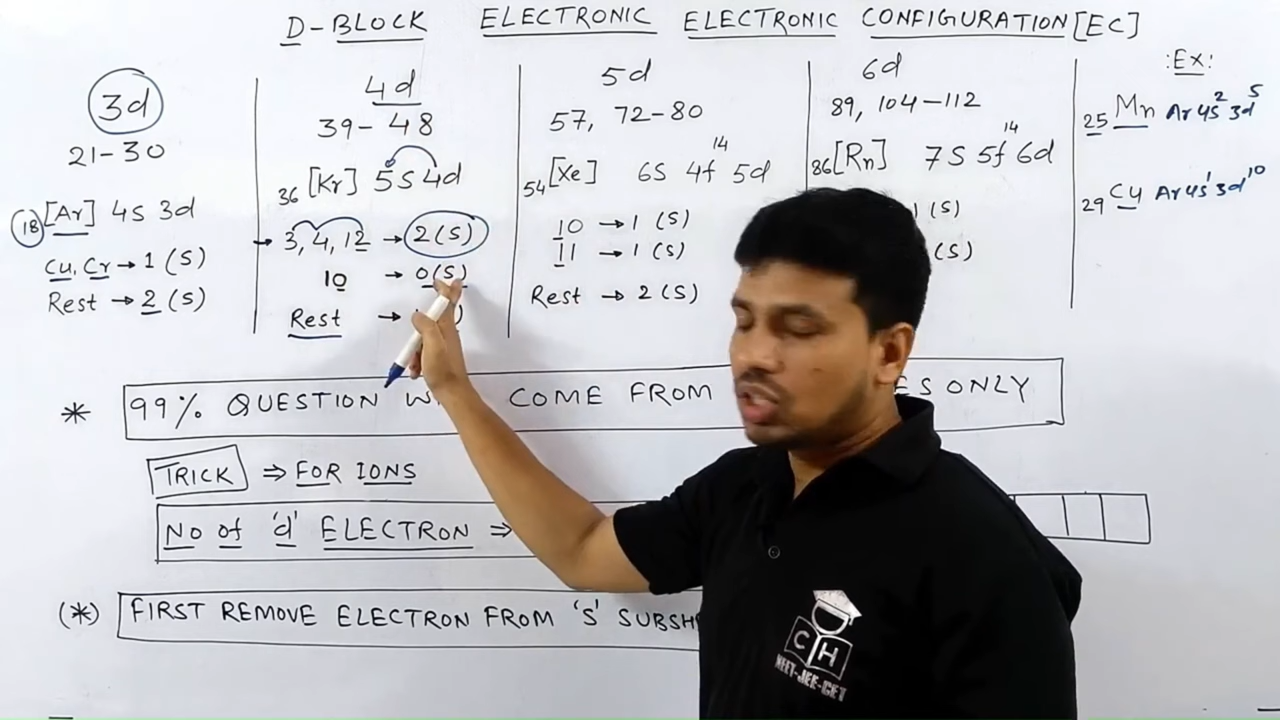 D-BLOCK ELECTRONIC ELECTRONIC CONFIGURATION [EC]
3d
21-30
18[Ar] 4s 3d
Cu, Cr → 1 (S)
Rest → 2 (S)
4d
39-48
36[Kr] 5s 4d
→ 3, 4, 12 → 2(S)
10 → 0(S)
Rest →
5d
57, 72-80
54[Xe] 6s 4f14 5d
10 → 1 (S)
11 → 1 (S)
Rest → 2 (S)
6d
89, 104-112
86[Rn] 7s 5f14 6d
(S)
(S)
:Ex:
25 Mn Ar 4s2 3d5
29 Cu Ar 4s1 3d10
* 99% QUESTION COME FROM ONLY
TRICK ⇒ FOR IONS
No of 'd' ELECTRON ⇒
(*) FIRST REMOVE ELECTRON FROM 'S'
CH
NEET-JEE-CET